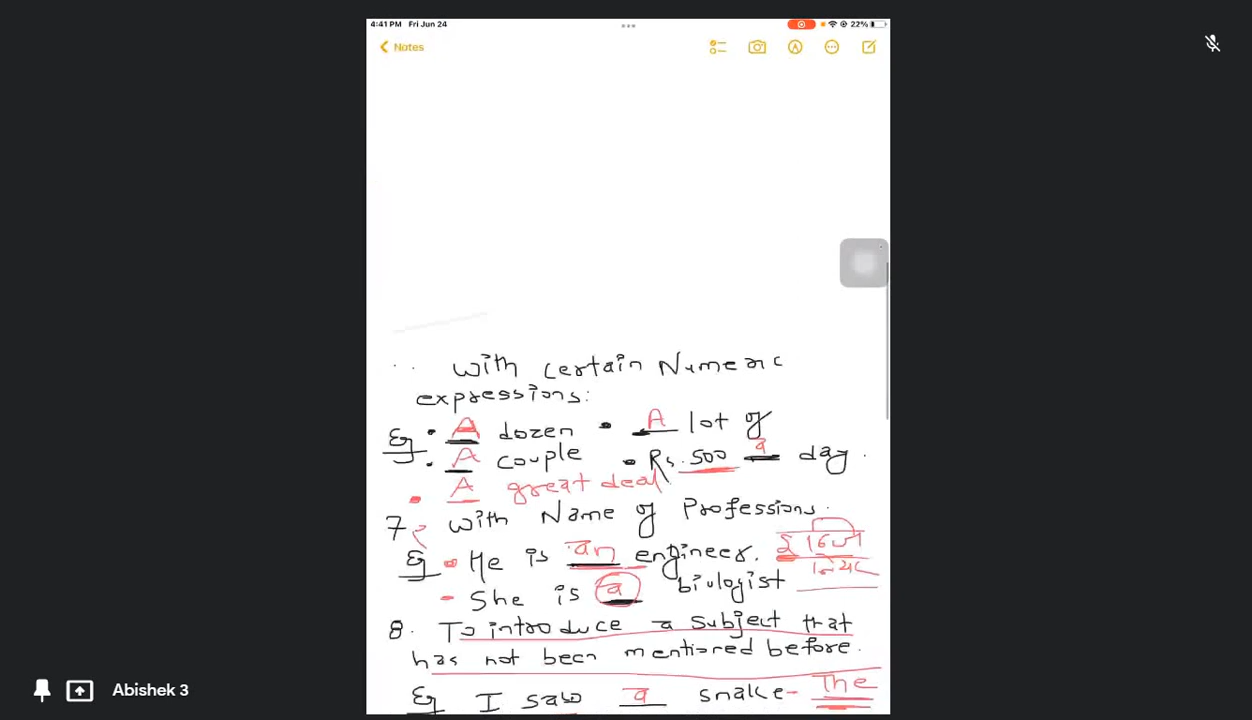 4:41 PM Fri Jun 24
22%
Notes
with certain Numeric
expressions:
Eg • A dozen • A lot of
• A couple • Rs. 500 a day.
• A great deal
7 with Name of Professions.
Eg • He is an engineer.
- She is a biologist
8. To introduce a subject that
has not been mentioned before.
Eg I saw a snake- The
Abishek 3